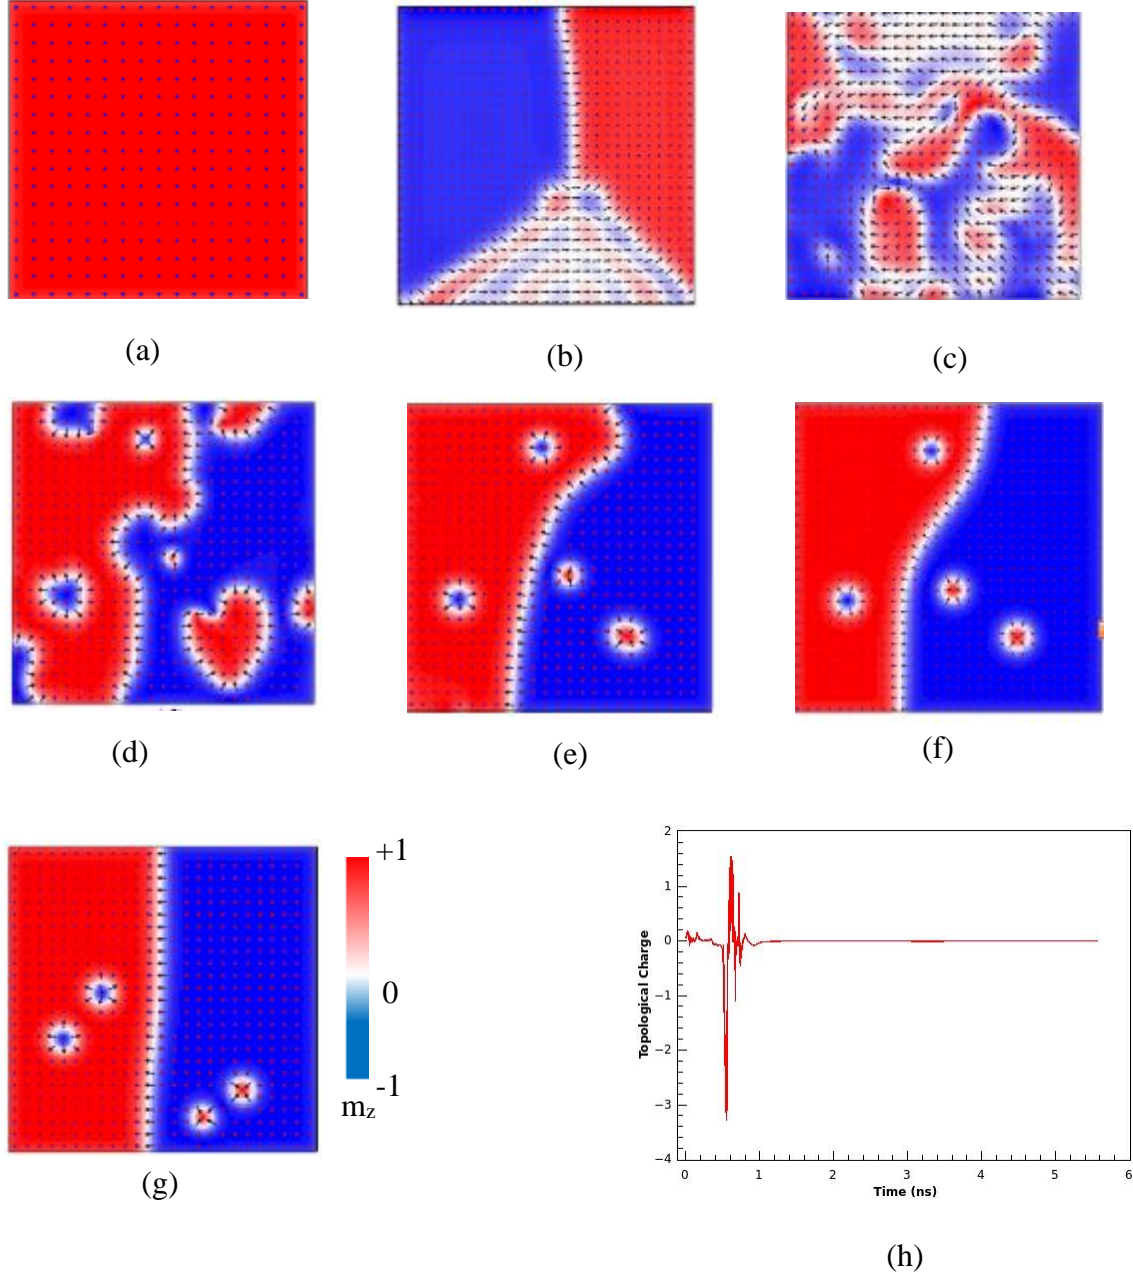 (a)
(b)
(c)
(d)
(e)
(f)
+1
0
-1
mz
(g)
2
1
0
−1
−2
−3
−4
Topological Charge
0 1 2 3 4 5 6
Time (ns)
(h)